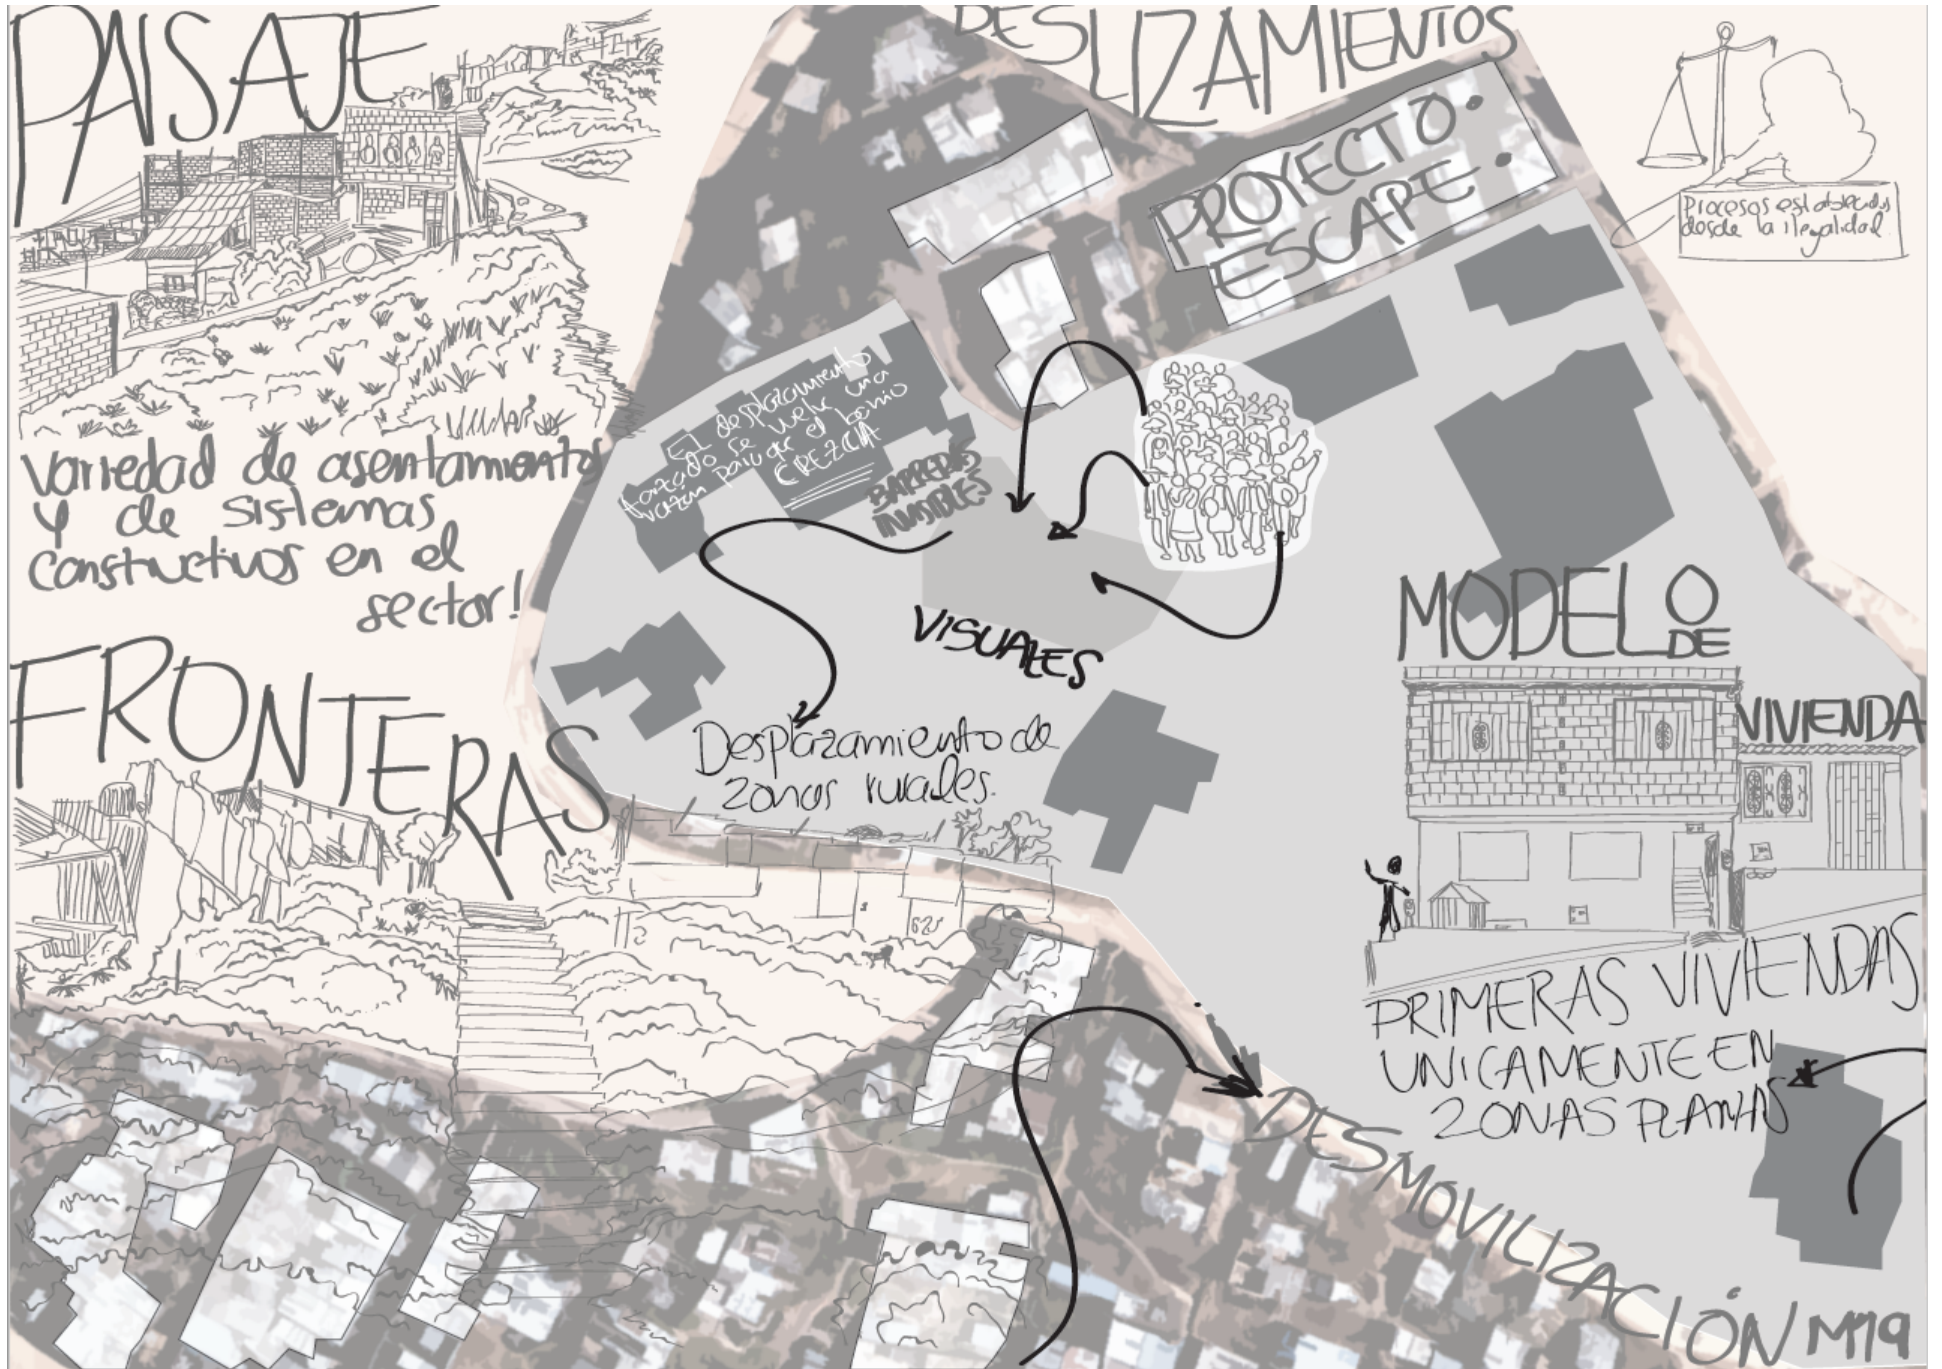 PAISAJE
DESLIZAMIENTOS
PROYECTO.
ESCAPE.
Procesos establecidos
desde la ilegalidad
Variedad de asentamientos
y de sistemas
constructivos en el
sector!
El desplazamiento
forzado se vuelve una
razón para que el barrio
CREZCA
BARRERAS
INVISIBLES
VISUALES
Desplazamiento de
zonas rurales.
FRONTERAS
MODELO
DE
VIVIENDA
PRIMERAS VIVIENDAS
UNICAMENTE EN
ZONAS PLANAS
DESMOVILIZACIÓN M19